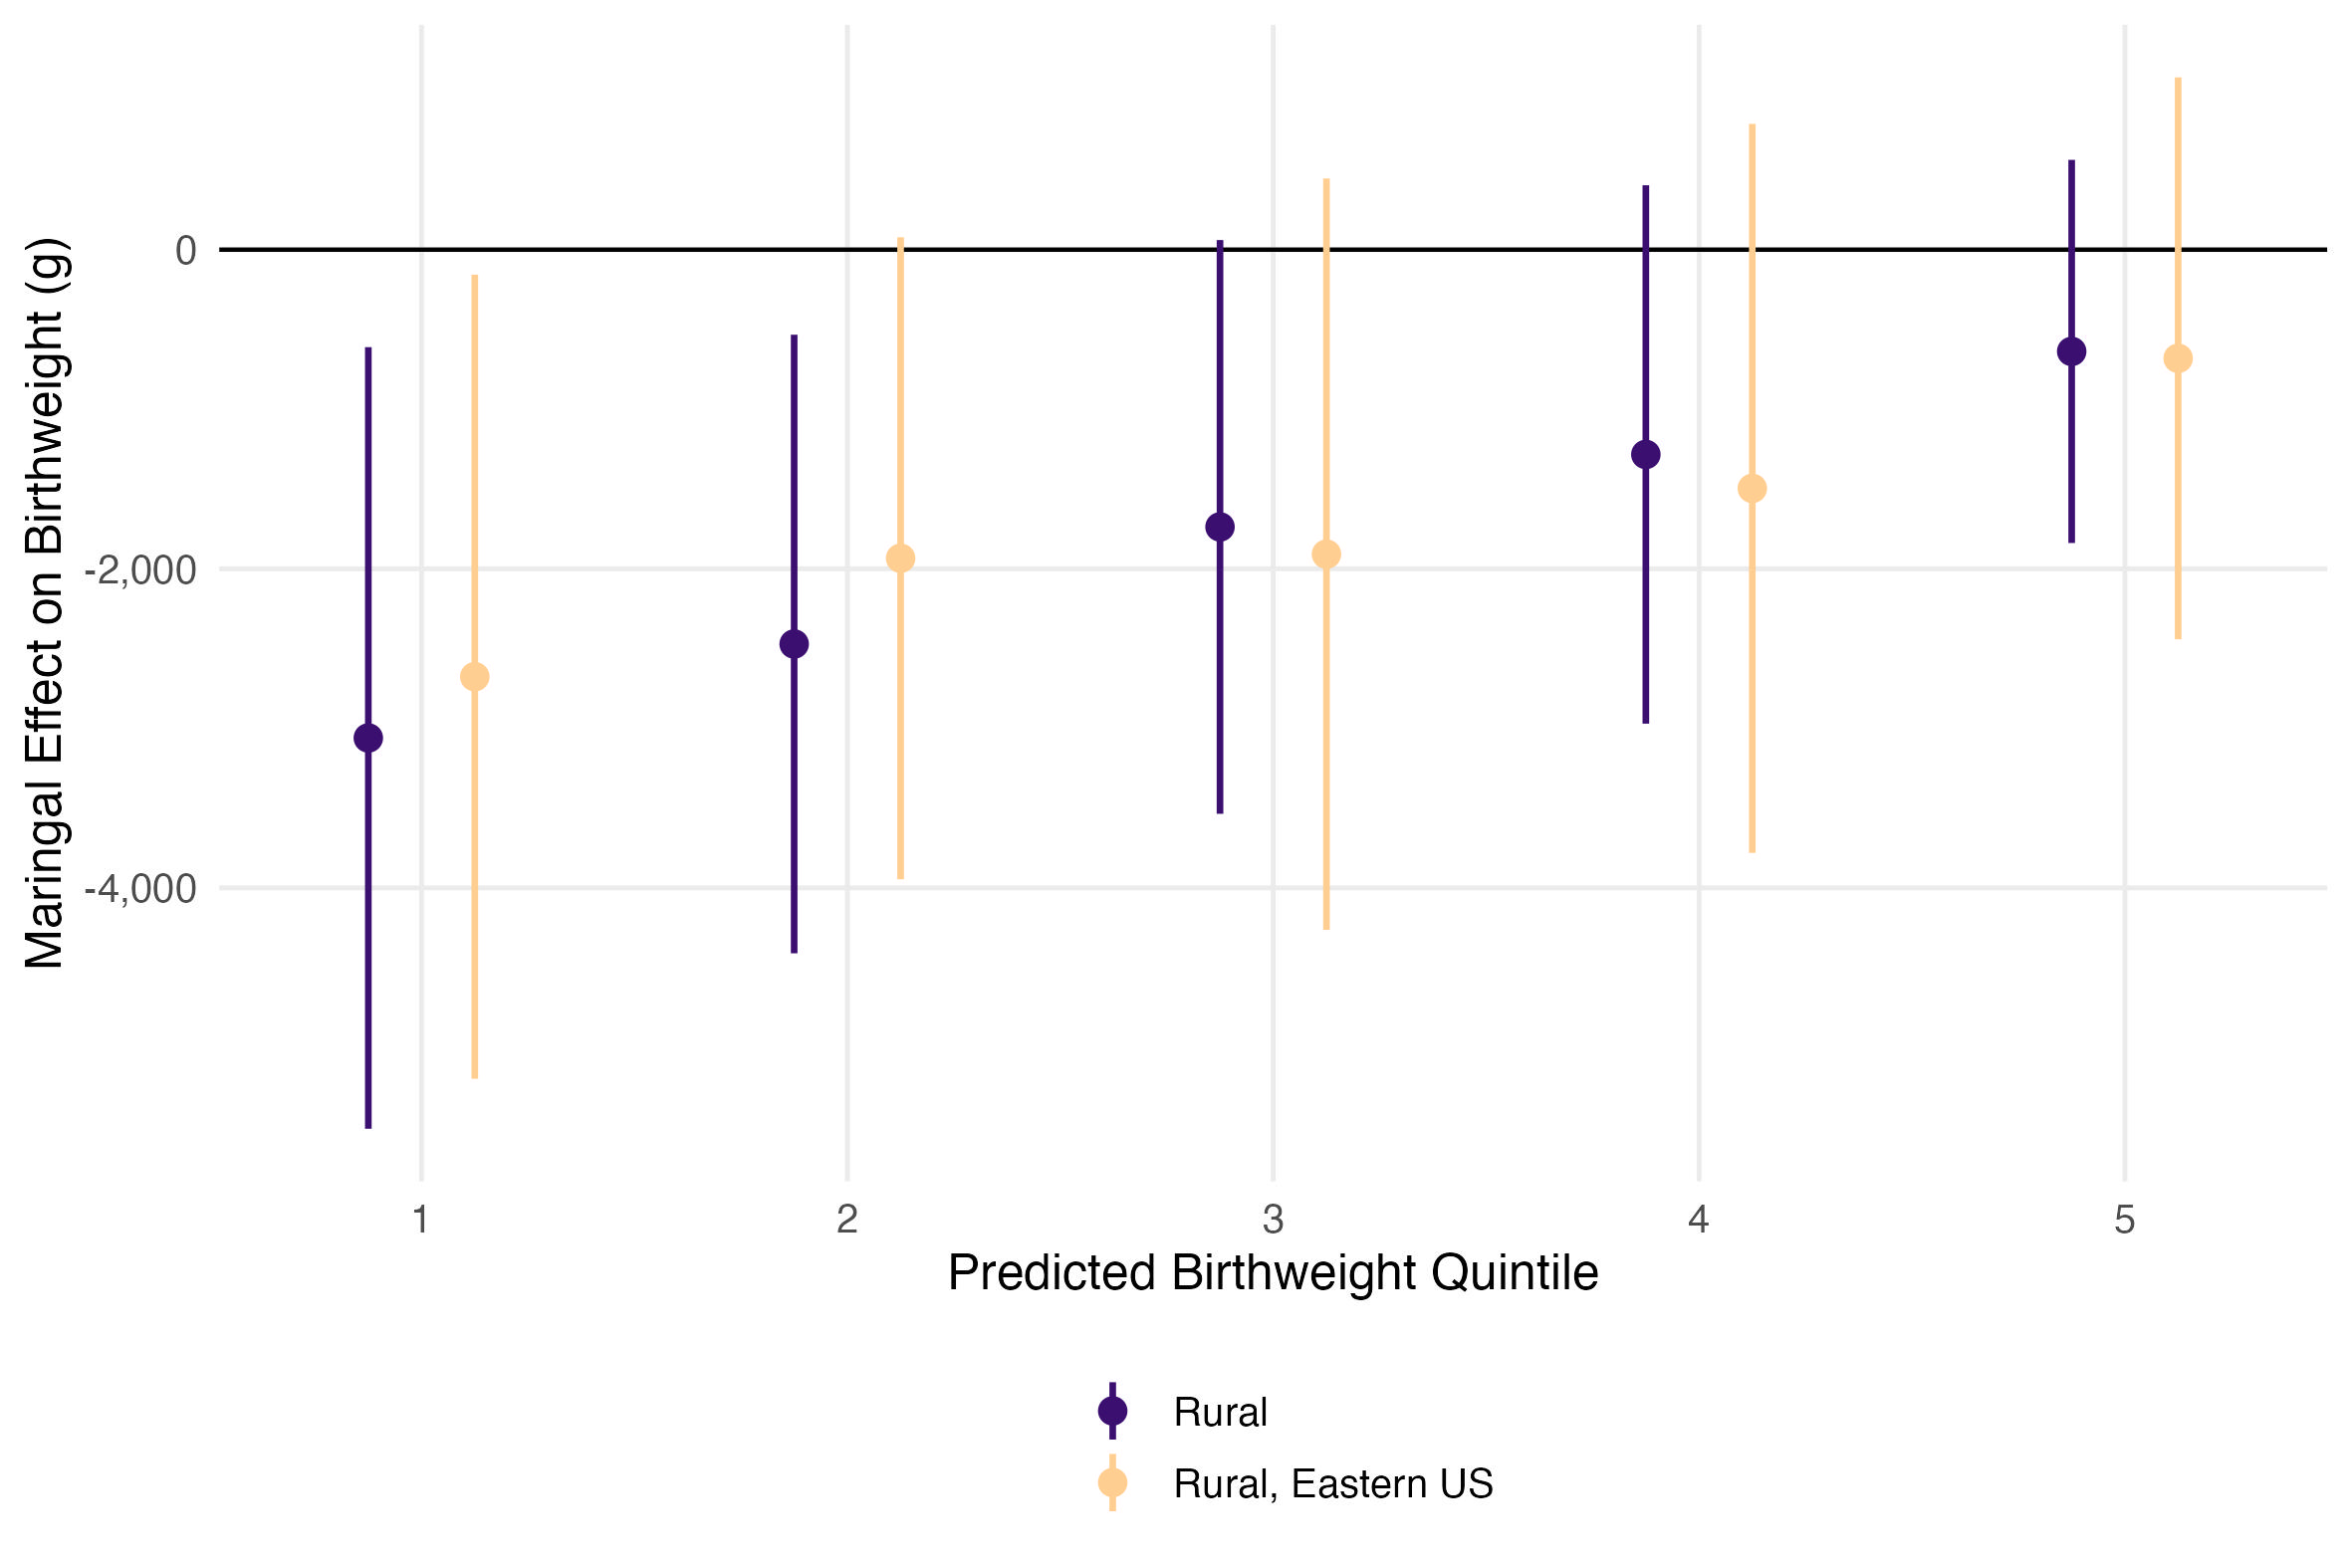 Maringal Effect on Birthweight (g)
0
-2,000
-4,000
1 2 3 4 5
Predicted Birthweight Quintile
Rural
Rural, Eastern US